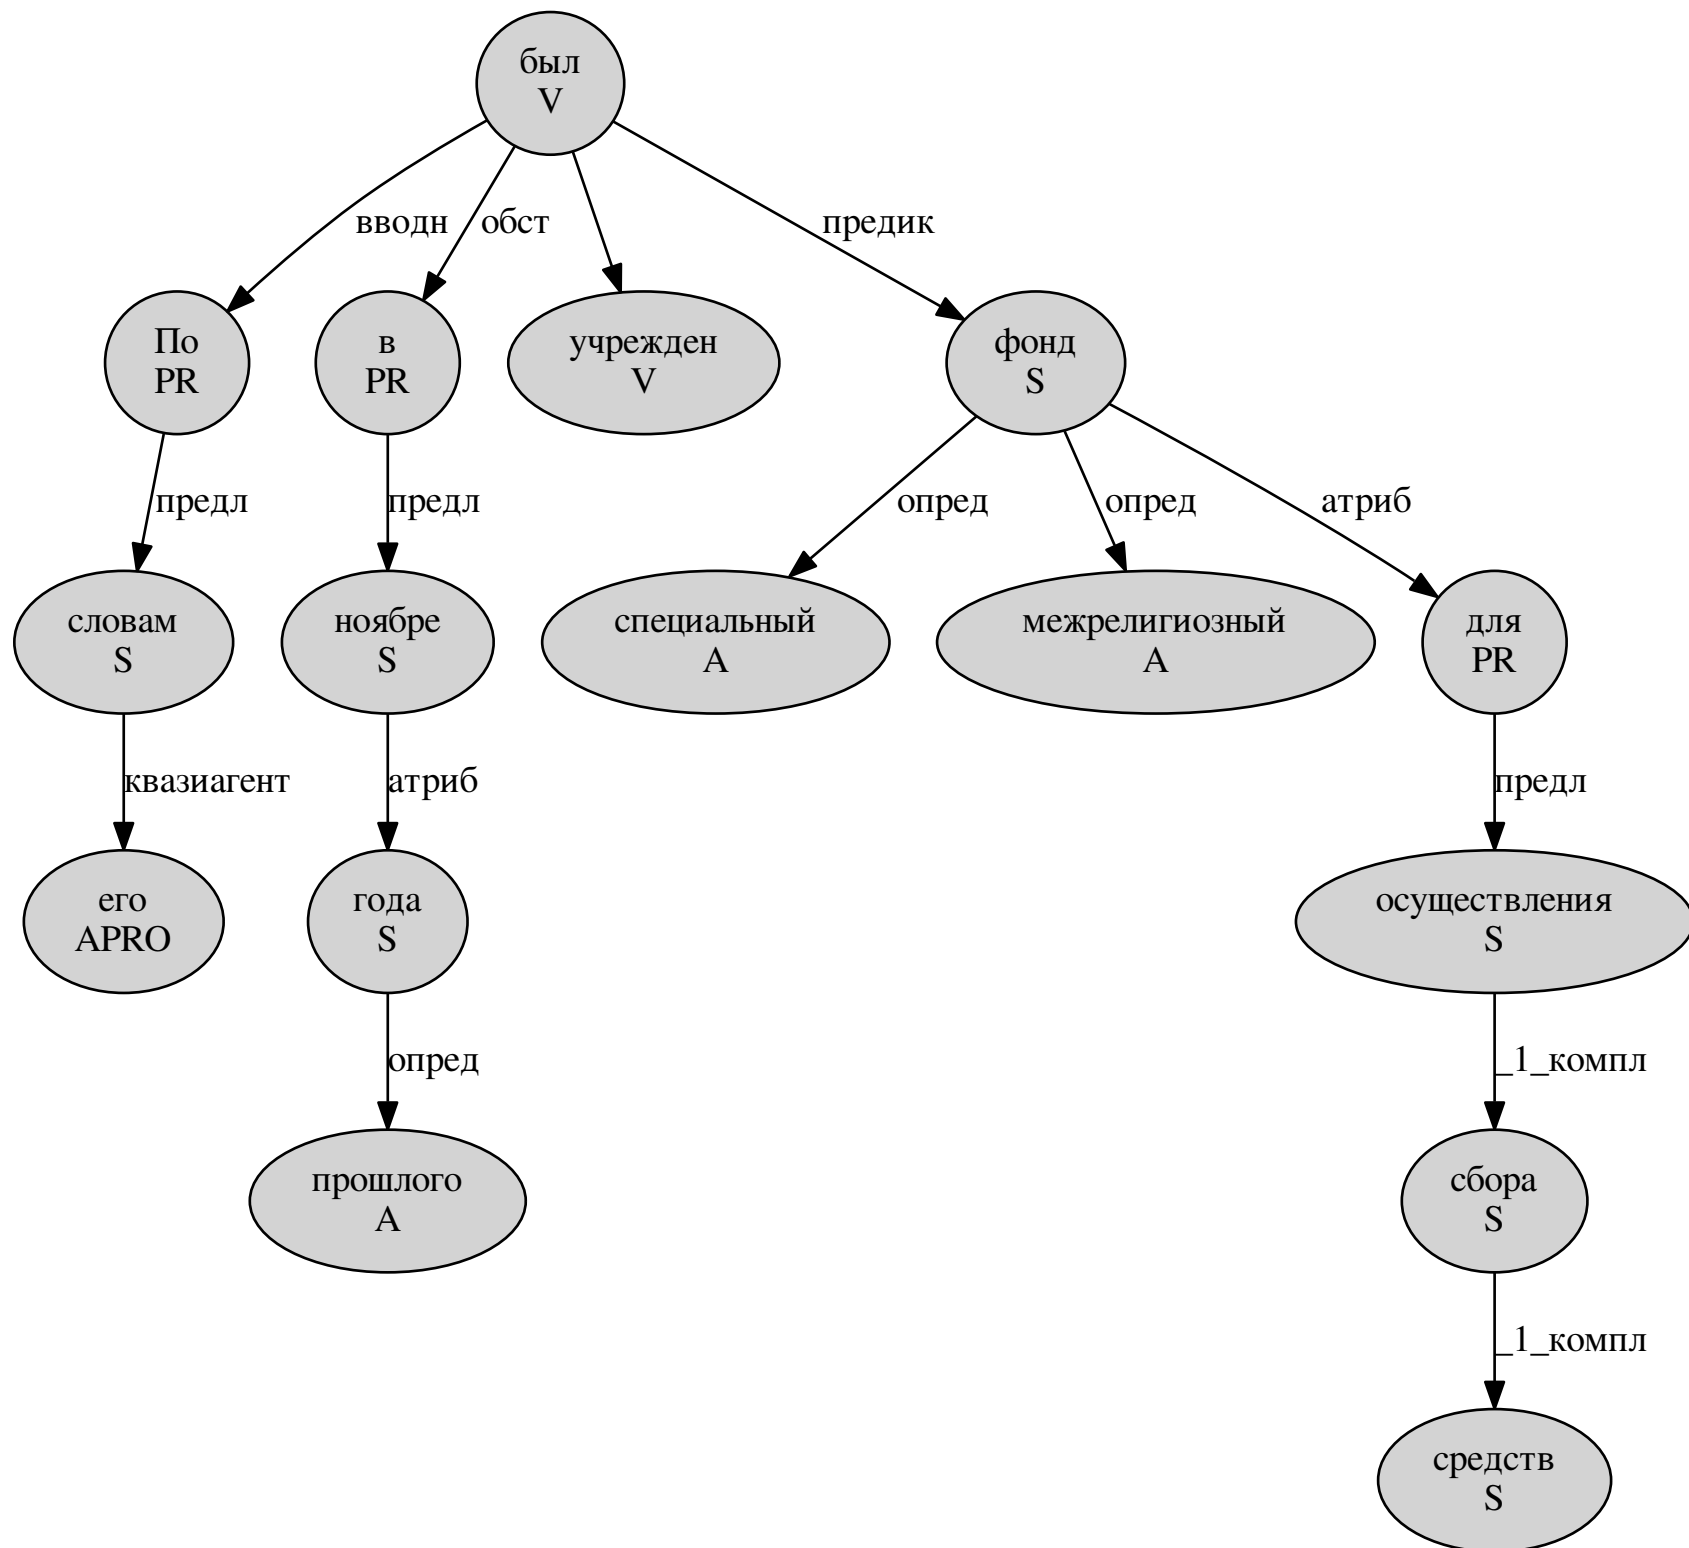 был
V
вводн
обст
предик
По
PR
в
PR
учрежден
V
фонд
S
предл
предл
опред
опред
атриб
словам
S
ноябре
S
специальный
A
межрелигиозный
A
для
PR
квазиагент
атриб
предл
его
APRO
года
S
осуществления
S
опред
_1_компл
прошлого
A
сбора
S
_1_компл
средств
S